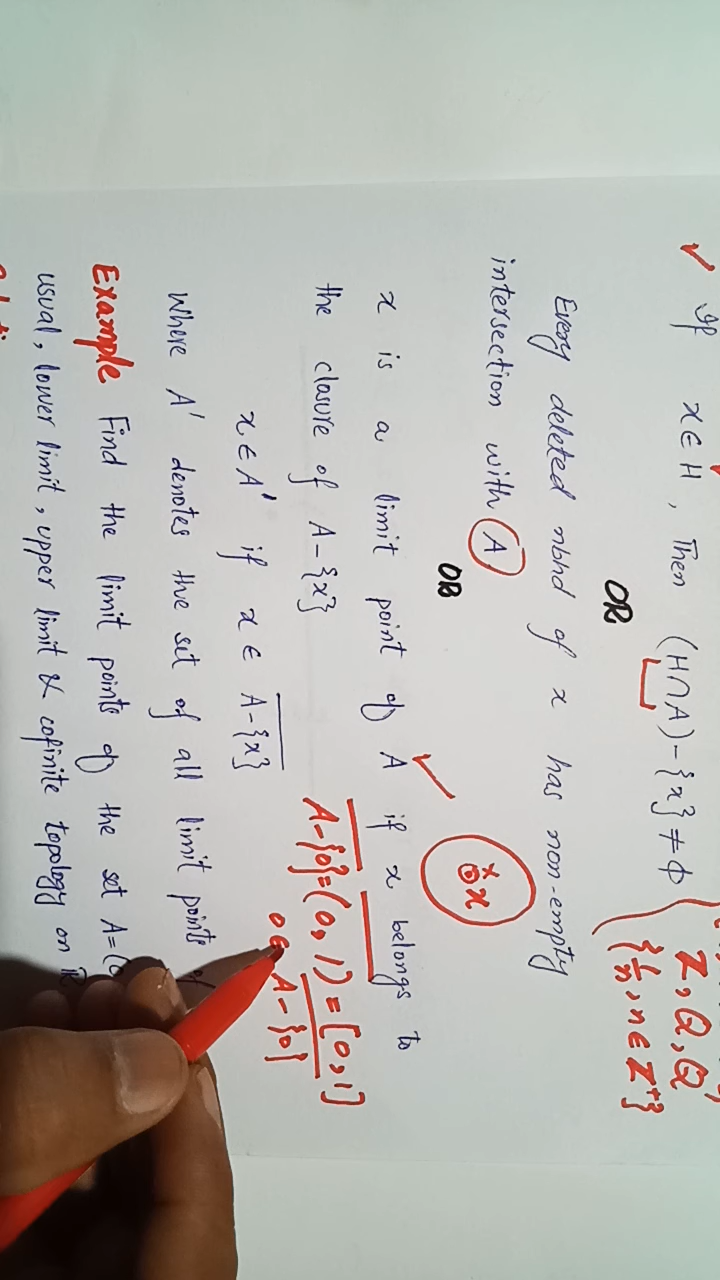 ✓ If x ∈ H, Then (H∩A) - {x} ≠ ϕ
Z, Q, Q
{1/n, n ∈ Z⁺}
OR
Every deleted nbhd of x has non-empty
intersection with A
x
OR
x is a limit point of A if x belongs to ✓
the closure of A-{x}
A-{0} = (0, 1) = [0, 1]
x ∈ A' if x ∈ A-{x}
0 ∈ A-{0}
Where A' denotes the set of all limit points of
Example Find the limit points of the set A=(
usual, lower limit, upper limit & cofinite topology on R